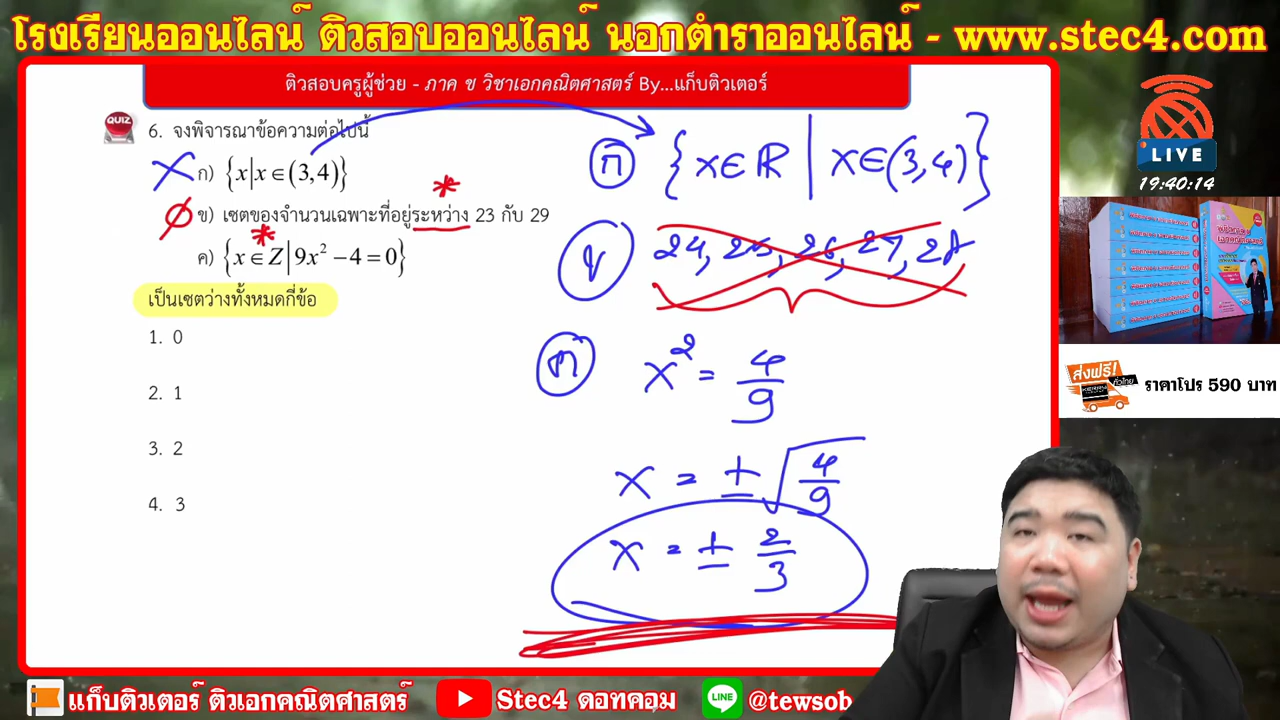 โรงเรียนออนไลน์ ติวสอบออนไลน์ นอกตำราออนไลน์ - www.stec4.com
ติวสอบครูผู้ช่วย - ภาค ข วิชาเอกคณิตศาสตร์ By...แก็บติวเตอร์
QUIZ
6. จงพิจารณาข้อความต่อไปนี้
ก) {x|x ∈ (3,4)}
∅ ข) เซตของจำนวนเฉพาะที่อยู่ระหว่าง 23 กับ 29
ค) {x ∈ Z|9x² − 4 = 0}
เป็นเซตว่างทั้งหมดกี่ข้อ
1. 0
2. 1
3. 2
4. 3
ก {x∈ℝ | x∈(3,4)}
ข 24, 25, 26, 27, 28
ค x² = 4/9
x = ± √4/9
x = ± 2/3
LIVE
19:40:14
ส่งฟรี!
ทั่วไทย
KERRY
ราคาโปร 590 บาท
แก็บติวเตอร์ ติวเอกคณิตศาสตร์
Stec4 ดอทคอม
LINE
@tewsob